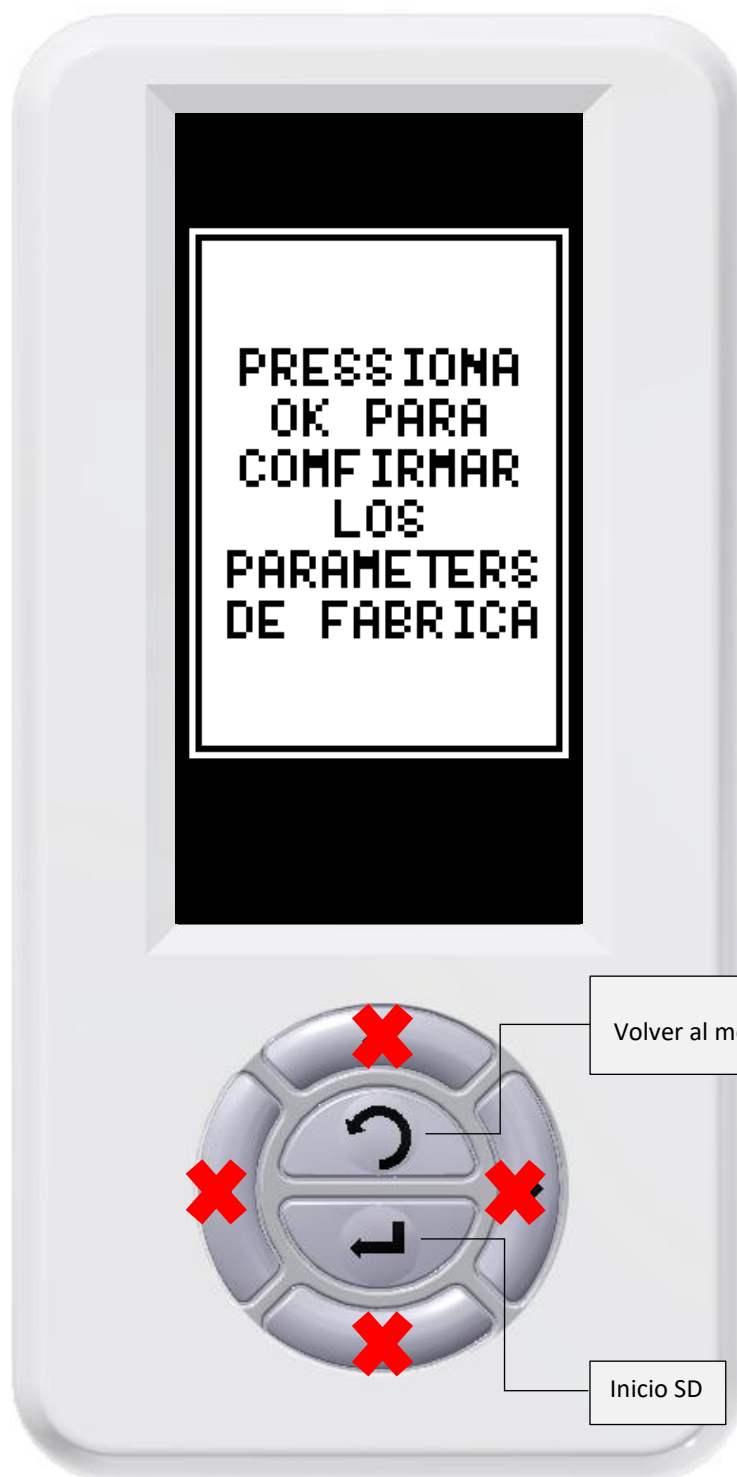 PRESSIONA
OK PARA
COMFIRMAR
LOS
PARAMETERS
DE FABRICA
Volver al
Inicio SD